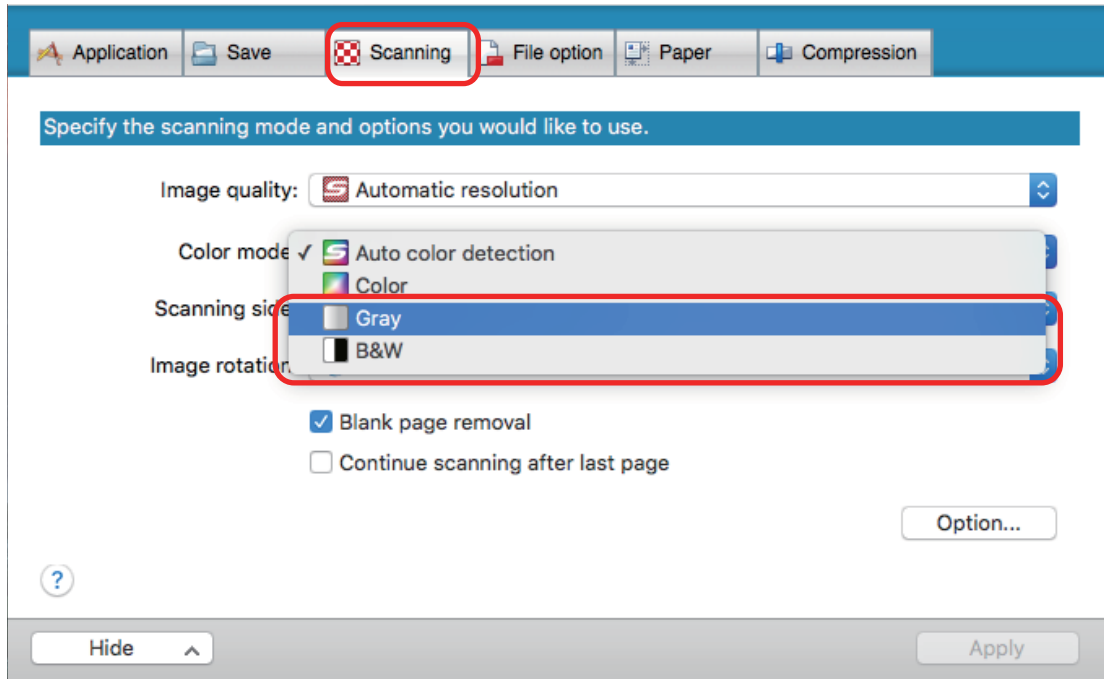 Application Save Scanning File option Paper Compression
Specify the scanning mode and options you would like to use.
Image quality: Automatic resolution
Color mode ✓ Auto color detection
Color
Scanning side
Gray
B&W
Image rotation
Blank page removal
Continue scanning after last page
Option...
?
Hide Apply